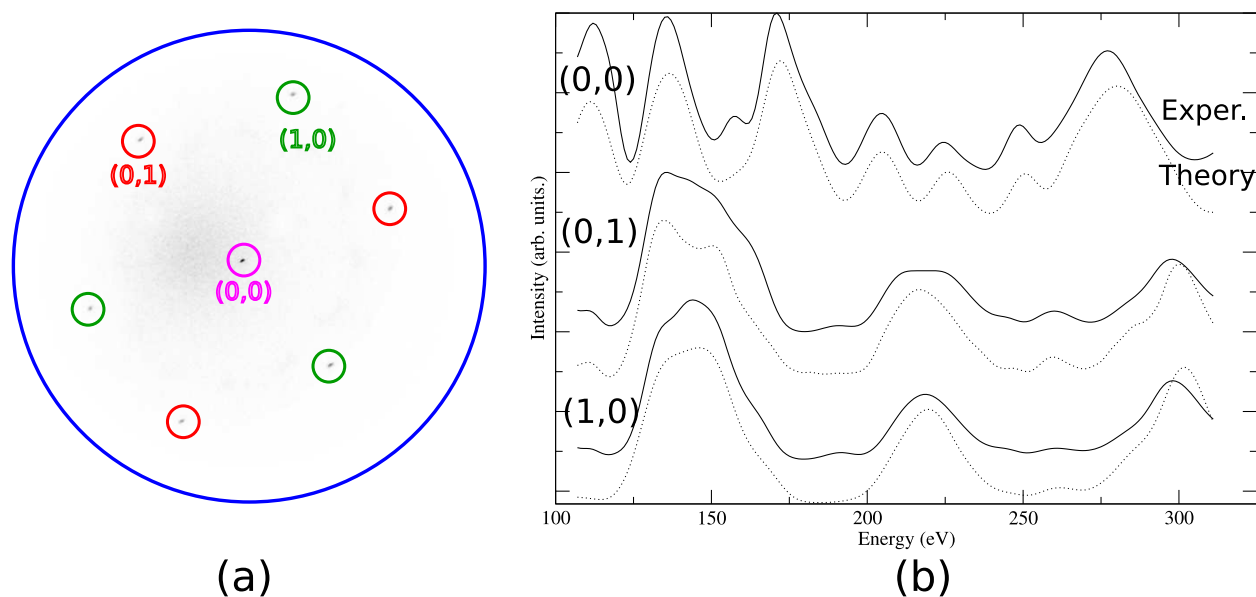 (1,0)
(0,1)
(0,0)
(a)
Intensity (arb. units.)
(0,0)
Exper.
Theory
(0,1)
(1,0)
100 150 200 250 300
Energy (eV)
(b)